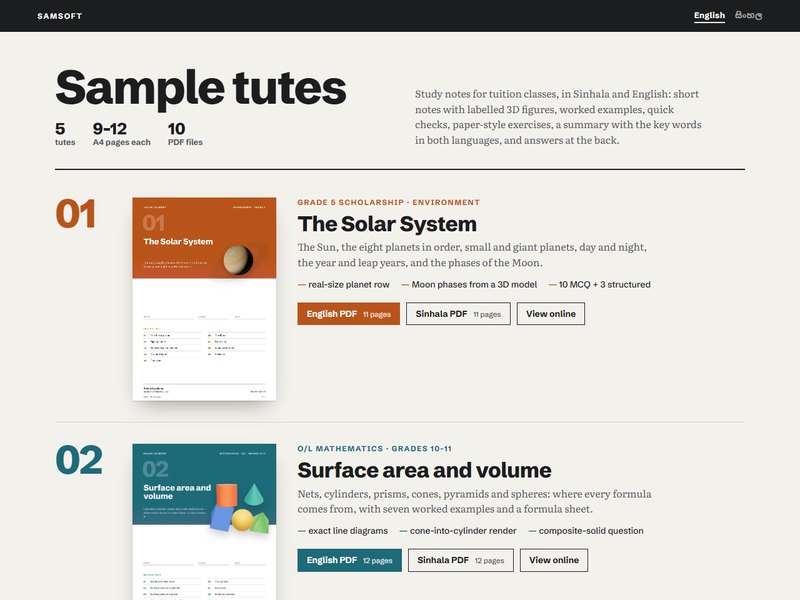 SAMSOFT
English සිංහල
Sample tutes
5 9–12 10
tutes A4 pages each PDF files
Study notes for tuition classes, in Sinhala and English: short
notes with labelled 3D figures, worked examples, quick
checks, paper-style exercises, a summary with the key words
in both languages, and answers at the back.
01
01
The Solar System
GRADE 5 SCHOLARSHIP · ENVIRONMENT
The Solar System
The Sun, the eight planets in order, small and giant planets, day and night,
the year and leap years, and the phases of the Moon.
— real-size planet row — Moon phases from a 3D model — 10 MCQ + 3 structured
English PDF 11 pages Sinhala PDF 11 pages View online
02
02
Surface area and
volume
O/L MATHEMATICS · GRADES 10–11
Surface area and volume
Nets, cylinders, prisms, cones, pyramids and spheres: where every formula
comes from, with seven worked examples and a formula sheet.
— exact line diagrams — cone-into-cylinder render — composite-solid question
English PDF 12 pages Sinhala PDF 12 pages View online